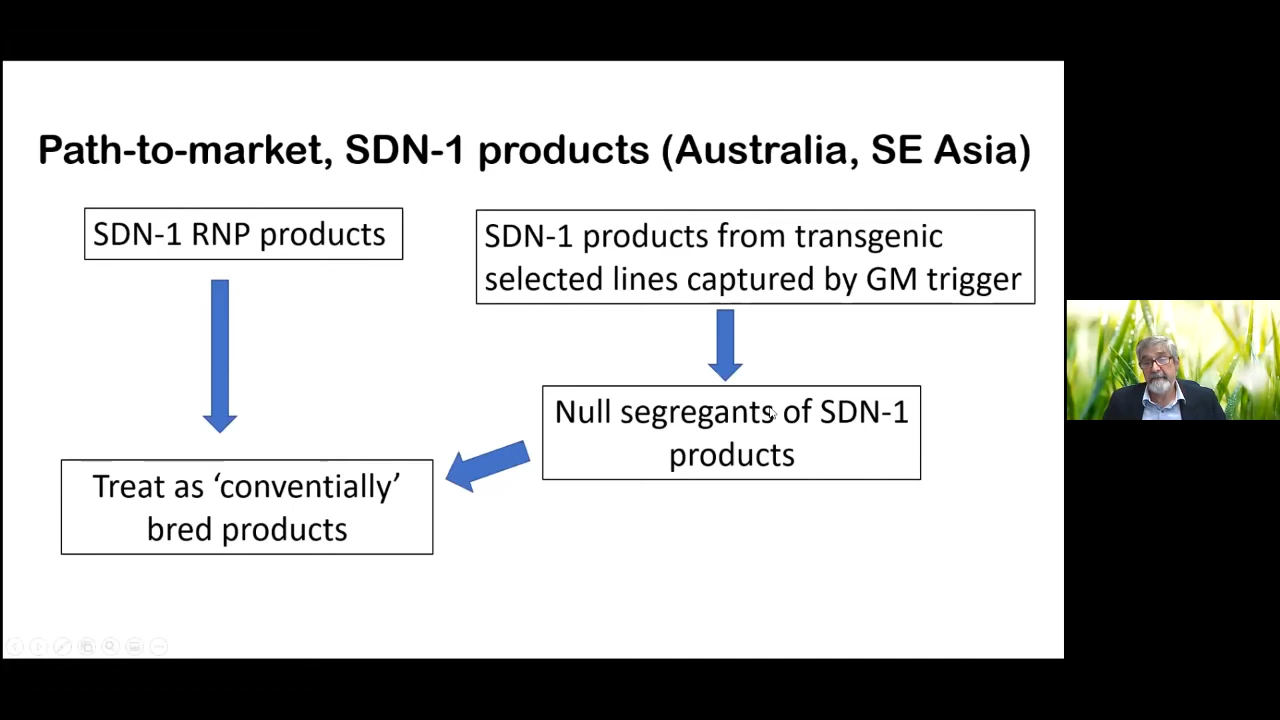 Path-to-market, SDN-1 products (Australia, SE Asia)
SDN-1 RNP products
SDN-1 products from transgenic
selected lines captured by GM trigger
Null segregants of SDN-1
products
Treat as ‘conventially’
bred products